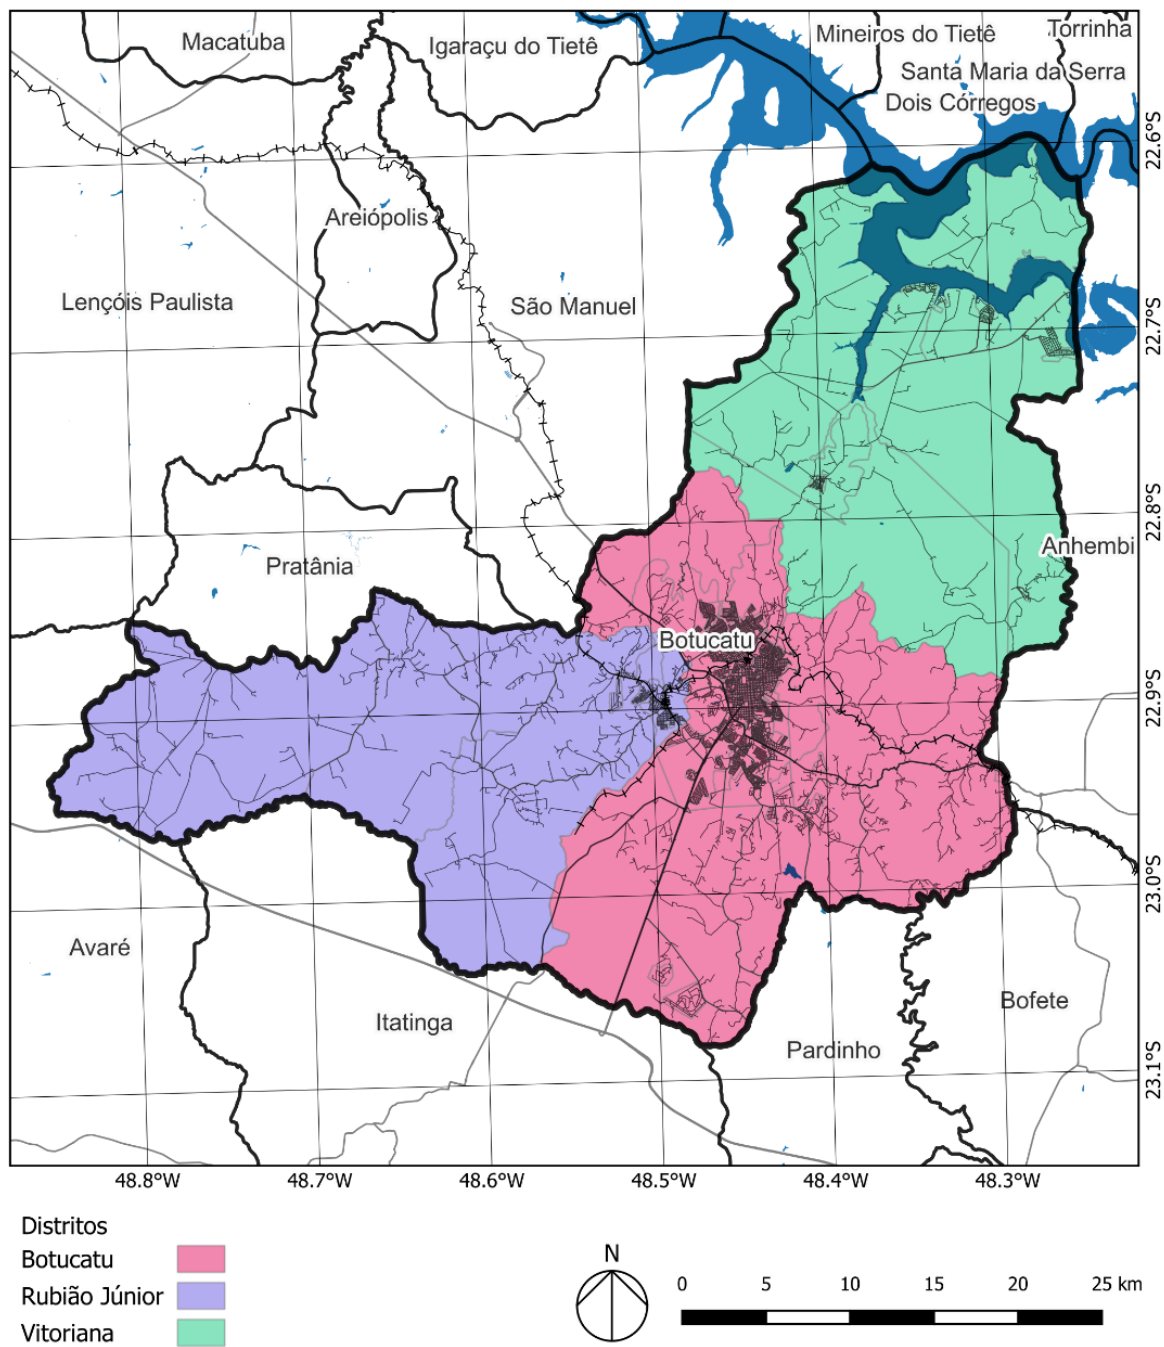 Macatuba
Igaraçu do Tietê
Mineiros do Tietê
Torrinha
Santa Maria da Serra
Dois Córregos
22.6°S
Areiópolis
Lençóis Paulista
São Manuel
22.7°S
22.8°S
Anhembi
Pratânia
Botucatu
22.9°S
23.0°S
Avaré
Itatinga
Bofete
Pardinho
23.1°S
48.8°W
48.7°W
48.6°W
48.5°W
48.4°W
48.3°W
Distritos
Botucatu
Rubião Júnior
Vitoriana
N
0 5 10 15 20 25 km